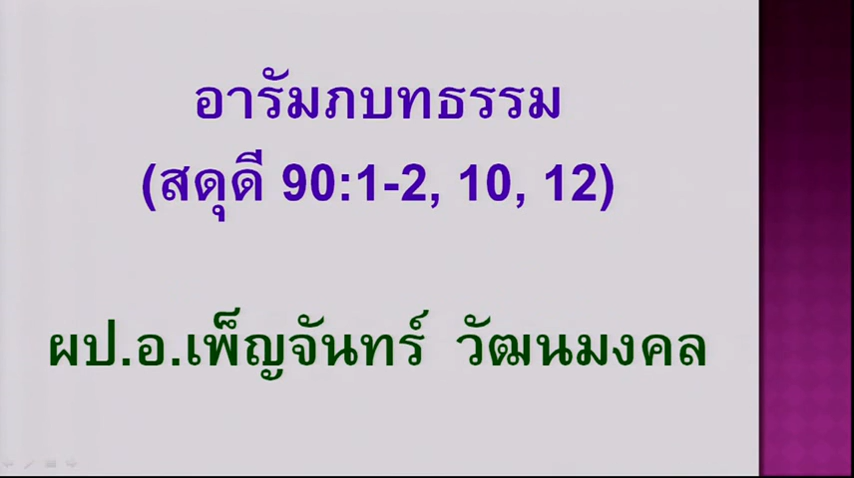 อารัมภบทธรรม
(สดุดี 90:1-2, 10, 12)
ผป.อ.เพ็ญจันทร์ วัฒนมงคล